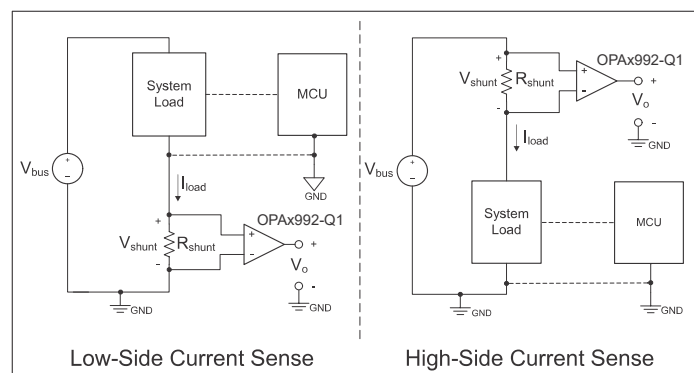 System
Load
MCU
V_bus
I_load
GND
OPAx992-Q1
+
V_shunt
R_shunt
-
+
-
+
V_o
-
GND
GND
Low-Side Current Sense
OPAx992-Q1
+
V_shunt
R_shunt
-
+
-
+
V_o
-
GND
I_load
V_bus
System
Load
MCU
GND
GND
High-Side Current Sense